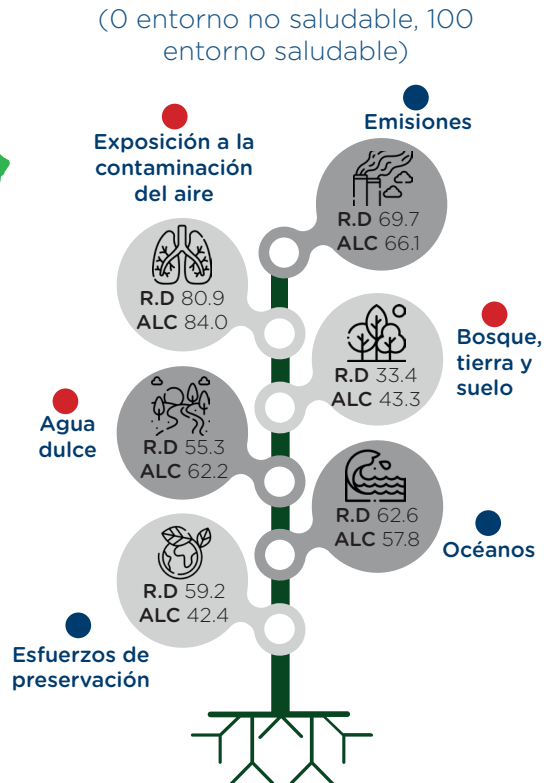 (0 entorno no saludable, 100
entorno saludable)
Emisiones
R.D 69.7
ALC 66.1
Exposición a la
contaminación
del aire
R.D 80.9
ALC 84.0
Bosque,
tierra y
suelo
R.D 33.4
ALC 43.3
Agua
dulce
R.D 55.3
ALC 62.2
Océanos
R.D 62.6
ALC 57.8
Esfuerzos de
preservación
R.D 59.2
ALC 42.4